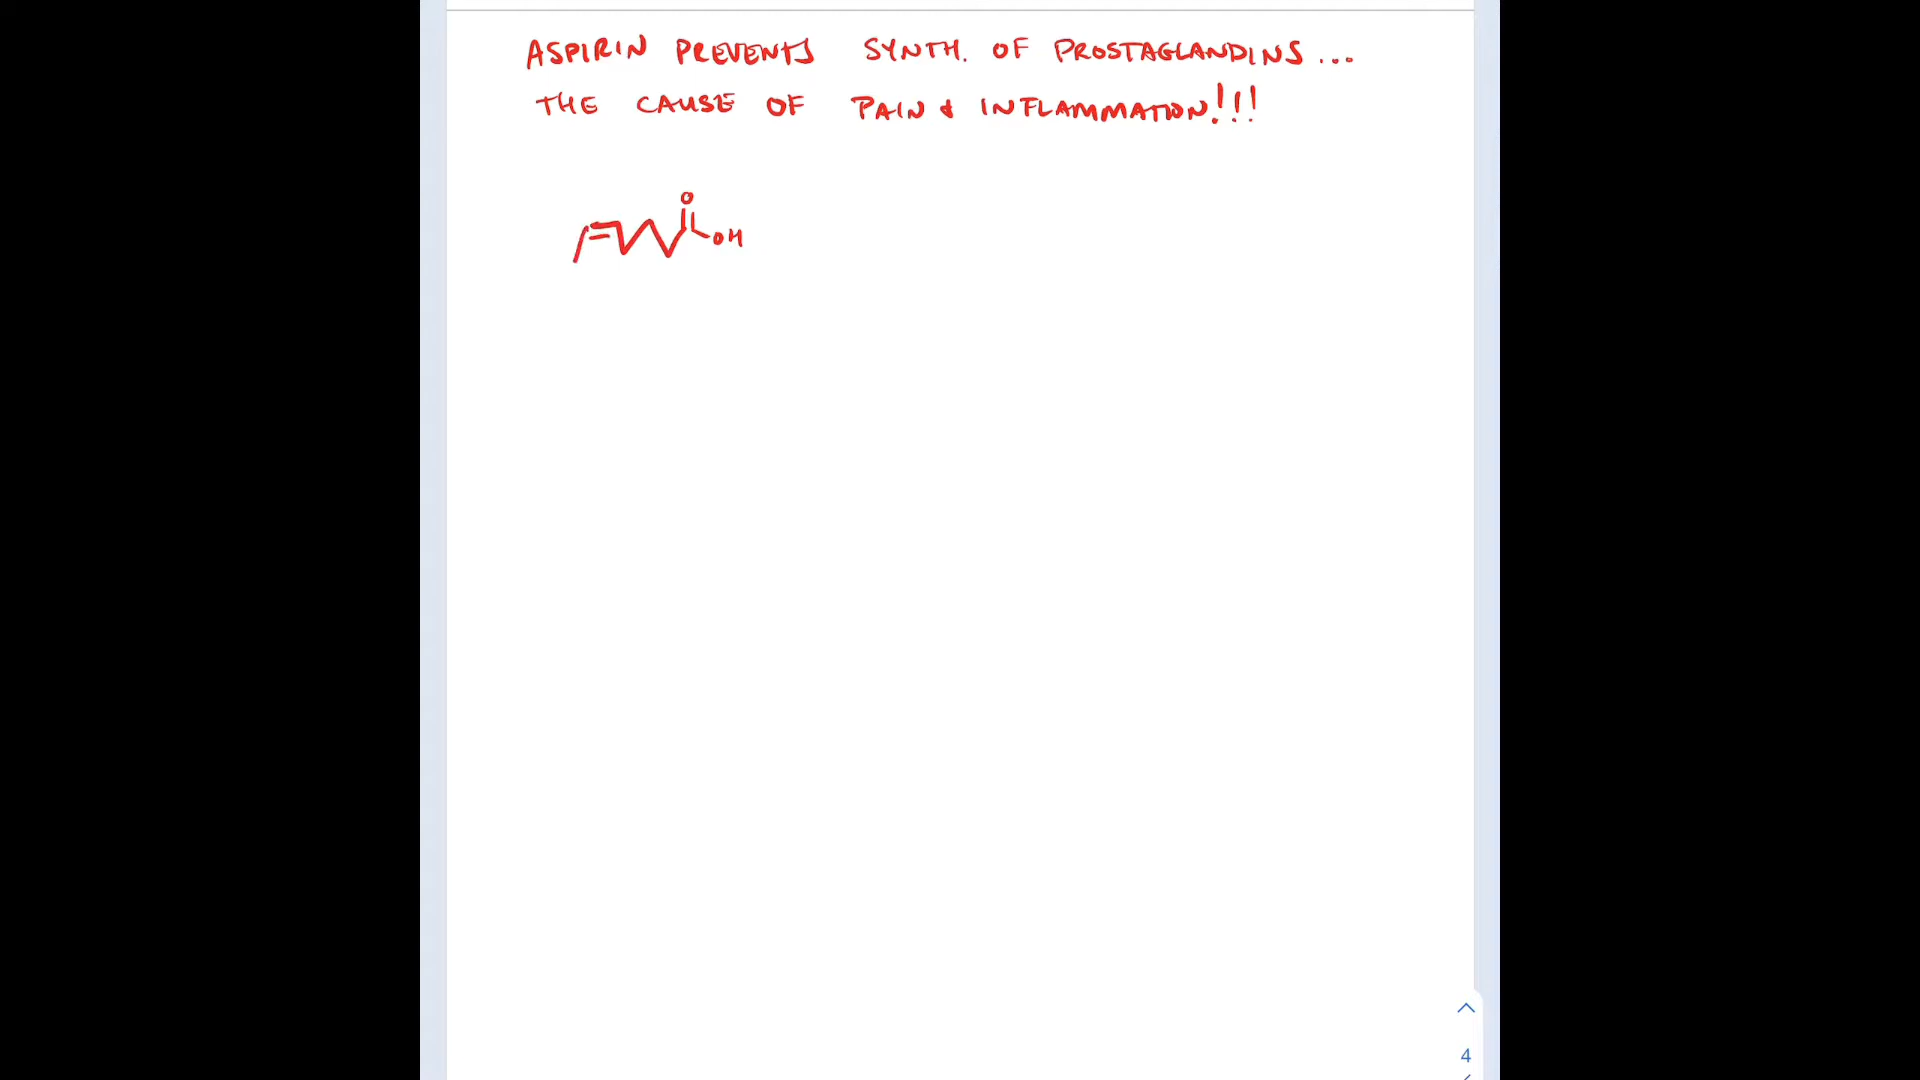 ASPIRIN PREVENTS SYNTH. OF PROSTAGLANDINS...
THE CAUSE OF PAIN & INFLAMMATION!!!
O
OH
4